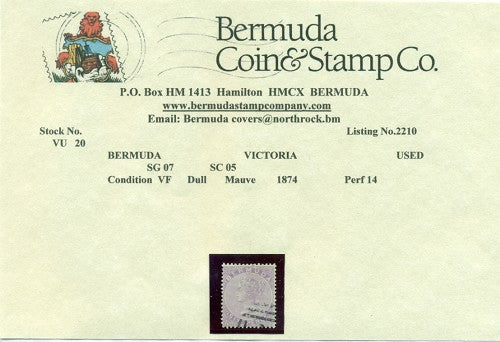 Bermuda
Coin&Stamp Co.
P.O. Box HM 1413 Hamilton HMCX BERMUDA
www.bermudastampcompany.com
Email: Bermuda covers@northrock.bm
Stock No. Listing No.2210
VU 20
BERMUDA VICTORIA USED
SG 07 SC 05
Condition VF Dull Mauve 1874 Perf 14
BERMUDA